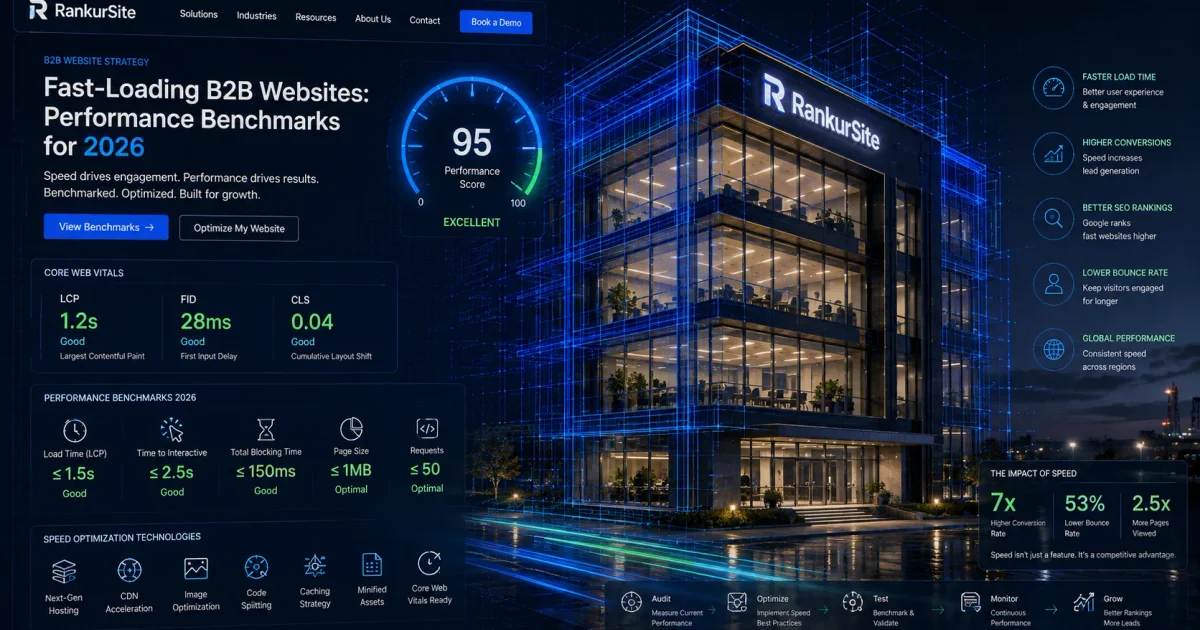 RankurSite
Solutions
Industries
Resources
About Us
Contact
Book a Demo
B2B WEBSITE STRATEGY
Fast-Loading B2B Websites:
Performance Benchmarks
for 2026
Speed drives engagement. Performance drives results.
Benchmarked. Optimized. Built for growth.
View Benchmarks →
Optimize My Website
95
Performance
Score
0
100
EXCELLENT
CORE WEB VITALS
LCP
1.2s
Good
Largest Contentful Paint
FID
28ms
Good
First Input Delay
CLS
0.04
Good
Cumulative Layout Shift
PERFORMANCE BENCHMARKS 2026
Load Time (LCP)
≤ 1.5s
Good
Time to Interactive
≤ 2.5s
Good
Total Blocking Time
≤ 150ms
Good
Page Size
≤ 1MB
Optimal
Requests
≤ 50
Optimal
SPEED OPTIMIZATION TECHNOLOGIES
Next-Gen
Hosting
CDN
Acceleration
Image
Optimization
Code
Splitting
Caching
Strategy
Minified
Assets
Core Web
Vitals Ready
RankurSite
FASTER LOAD TIME
Better user experience
& engagement
HIGHER CONVERSIONS
Speed increases
lead generation
BETTER SEO RANKINGS
Google ranks
fast websites higher
LOWER BOUNCE RATE
Keep visitors engaged
for longer
GLOBAL PERFORMANCE
Consistent speed
across regions
THE IMPACT OF SPEED
7x
Higher Conversion
Rate
53%
Lower Bounce
Rate
2.5x
More Pages
Viewed
Speed isn't just a feature. It's a competitive advantage.
Audit
Measure Current
Performance
Optimize
Implement Speed
Best Practices
Test
Benchmark &
Validate
Monitor
Continuous
Performance
Grow
Better Rankings
More Leads